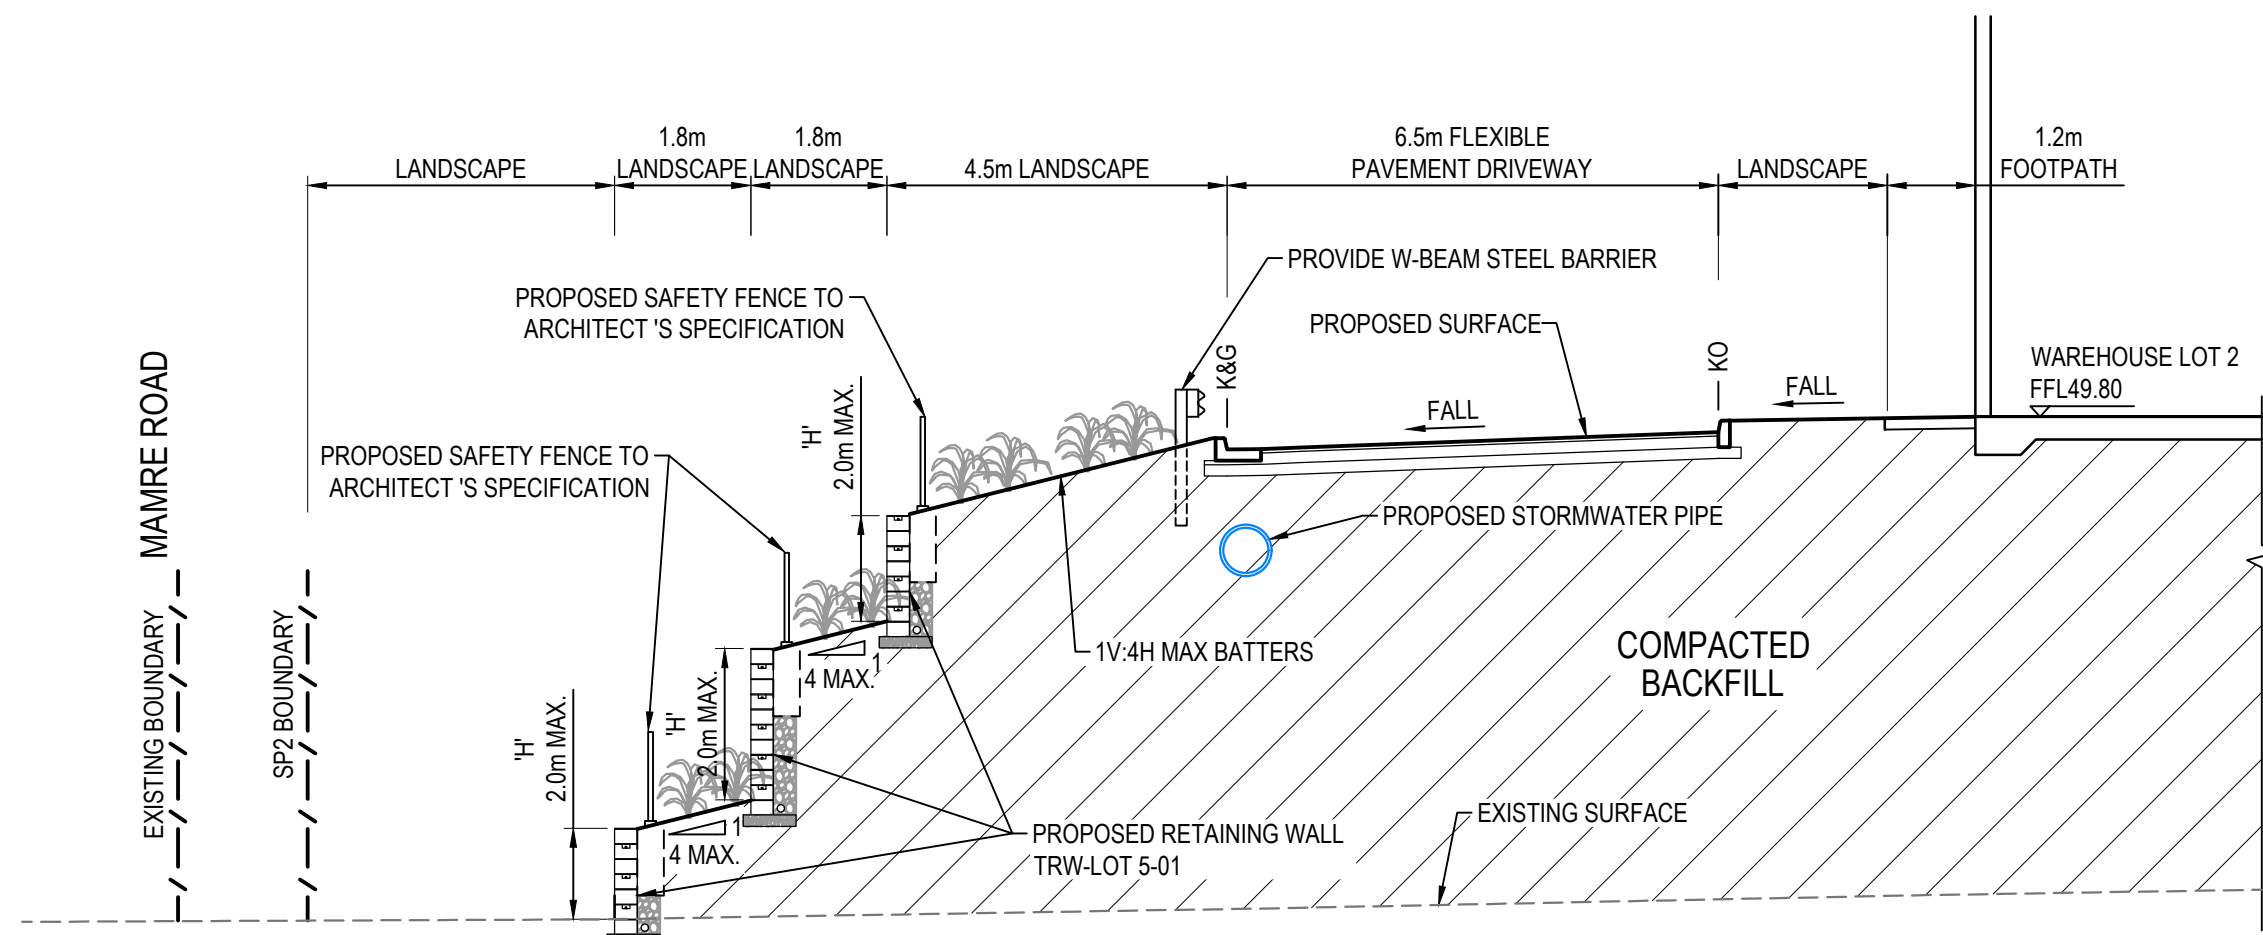 1.8m
LANDSCAPE
1.8m
LANDSCAPE
LANDSCAPE
4.5m LANDSCAPE
6.5m FLEXIBLE
PAVEMENT DRIVEWAY
LANDSCAPE
1.2m
FOOTPATH
PROVIDE W-BEAM STEEL BARRIER
PROPOSED SAFETY FENCE TO
ARCHITECT 'S SPECIFICATION
PROPOSED SURFACE
K&G
KO
WAREHOUSE LOT 2
FFL49.80
FALL
FALL
MAMRE ROAD
'H'
2.0m MAX.
PROPOSED SAFETY FENCE TO
ARCHITECT 'S SPECIFICATION
PROPOSED STORMWATER PIPE
EXISTING BOUNDARY
SP2 BOUNDARY
1V:4H MAX BATTERS
1
4 MAX.
COMPACTED
BACKFILL
'H'
2.0m MAX.
'H'
2.0m MAX.
1
4 MAX.
PROPOSED RETAINING WALL
TRW-LOT 5-01
EXISTING SURFACE